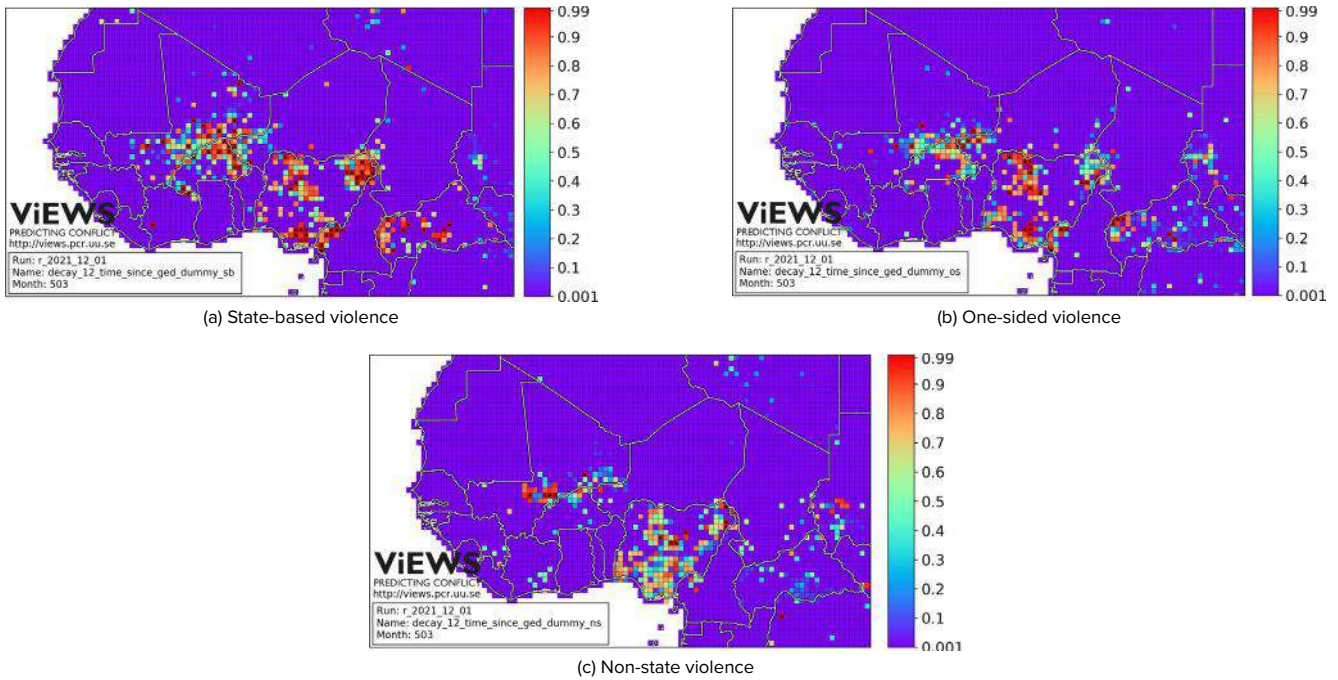 0.99
0.9
0.8
0.7
0.6
0.5
0.4
0.3
0.2
0.1
0.001
ViEWS
PREDICTING CONFLICT
http://views.pcr.uu.se
Run: r_2021_12_01
Name: decay_12_time_since_ged_dummy_sb
Month: 503
(a) State-based violence
0.99
0.9
0.8
0.7
0.6
0.5
0.4
0.3
0.2
0.1
0.001
ViEWS
PREDICTING CONFLICT
http://views.pcr.uu.se
Run: r_2021_12_01
Name: decay_12_time_since_ged_dummy_os
Month: 503
(b) One-sided violence
0.99
0.9
0.8
0.7
0.6
0.5
0.4
0.3
0.2
0.1
0.001
ViEWS
PREDICTING CONFLICT
http://views.pcr.uu.se
Run: r_2021_12_01
Name: decay_12_time_since_ged_dummy_ns
Month: 503
(c) Non-state violence